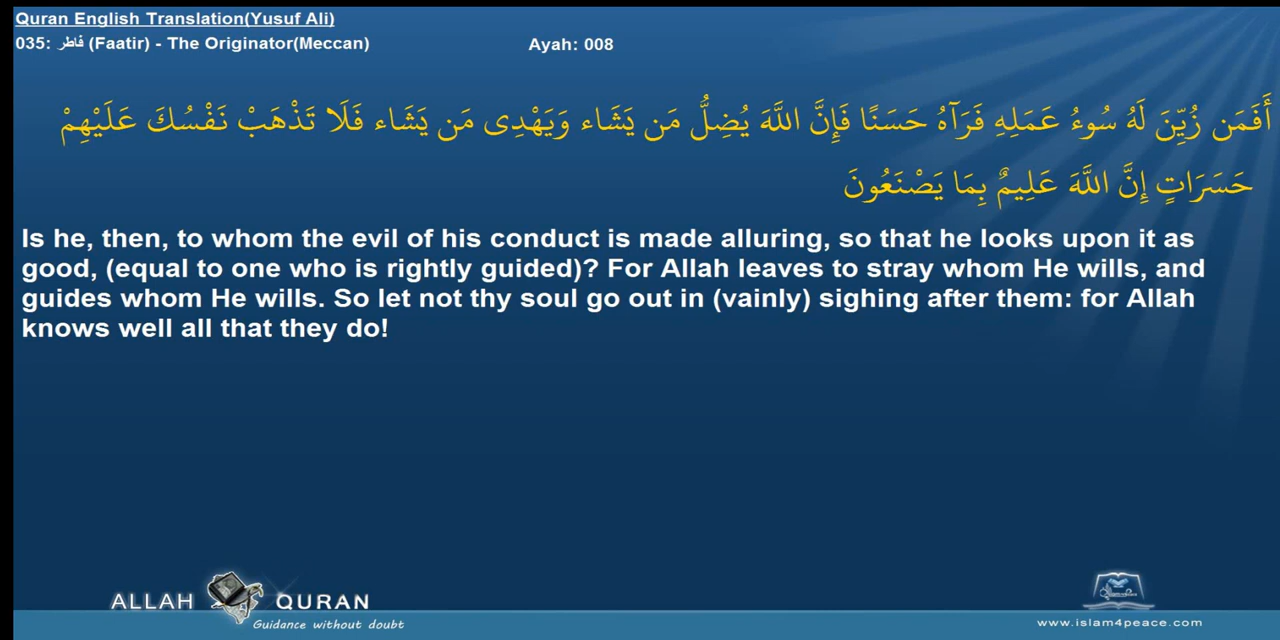 Quran English Translation(Yusuf Ali)
035: فاطر (Faatir) - The Originator(Meccan) Ayah: 008
أَفَمَن زُيِّنَ لَهُ سُوءُ عَمَلِهِ فَرَآهُ حَسَنًا فَإِنَّ اللَّهَ يُضِلُّ مَن يَشَاء وَيَهْدِى مَن يَشَاء فَلَا تَذْهَبْ نَفْسُكَ عَلَيْهِمْ
حَسَرَاتٍ إِنَّ اللَّهَ عَلِيمٌ بِمَا يَصْنَعُونَ
Is he, then, to whom the evil of his conduct is made alluring, so that he looks upon it as
good, (equal to one who is rightly guided)? For Allah leaves to stray whom He wills, and
guides whom He wills. So let not thy soul go out in (vainly) sighing after them: for Allah
knows well all that they do!
ALLAH QURAN
Guidance without doubt
www.islam4peace.com